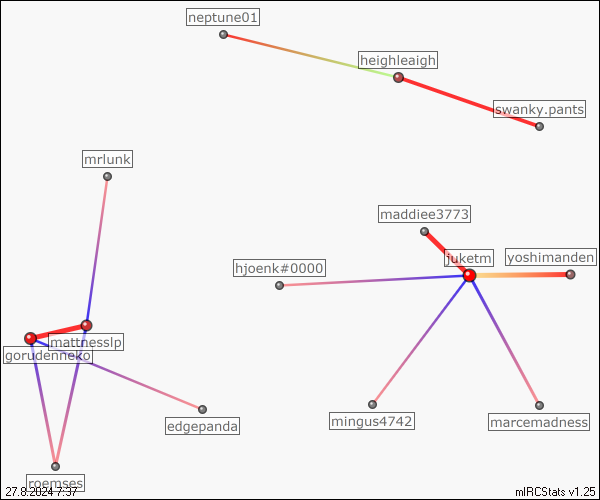 neptune01
heighleaigh
swanky.pants
mrlunk
maddiee3773
juketm
yoshimanden
hjoenk#0000
mattnesslp
gorudenneko
edgepanda
mingus4742
marcemadness
roemses
27.8.2024 7:37
mIRCStats v1.25